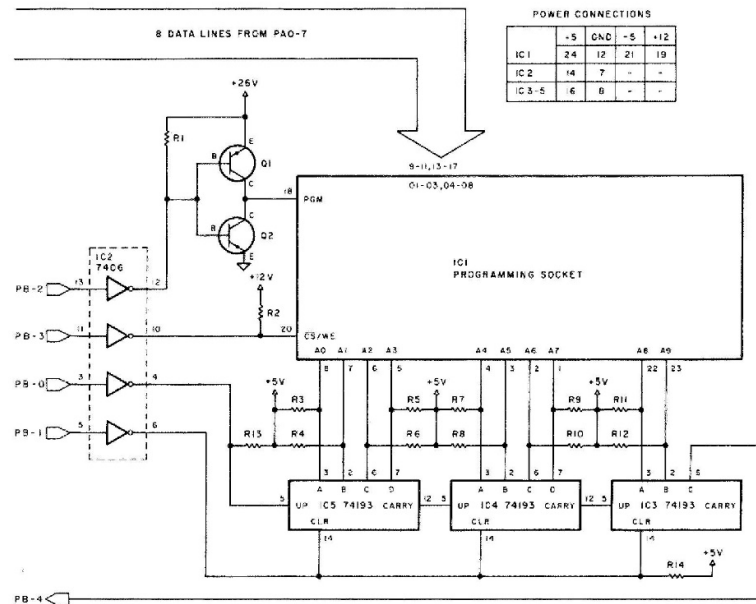 8 DATA LINES FROM PA0-7
POWER CONNECTIONS
+5 GND -5 +12
IC1 24 12 21 19
IC2 14 7 - -
IC3-5 16 8 - -
+26V
R1
E
B Q1
C
C
B Q2
E
9-11,13-17
01-03,04-08
18 PGM
IC1
PROGRAMMING SOCKET
IC2
7406
+12V
R2
PB-2 13 12
PB-3 11 10 20 CS/WE
PB-0 3 4
PB-1 5 6
A0 A1 A2 A3 A4 A5 A6 A7 A8 A9
8 7 6 5 4 3 2 1 22 23
+5V +5V +5V
R3 R5 R7 R9 R11
R13 R4 R6 R8 R10 R12
3 2 6 7 3 2 6 7 3 2 6
A B C D A B C D A B C
5 UP IC5 74193 CARRY 12 5 UP IC4 74193 CARRY 12 5 UP IC3 74193 CARRY
CLR CLR CLR
14 14 14
R14 +5V
PB-4